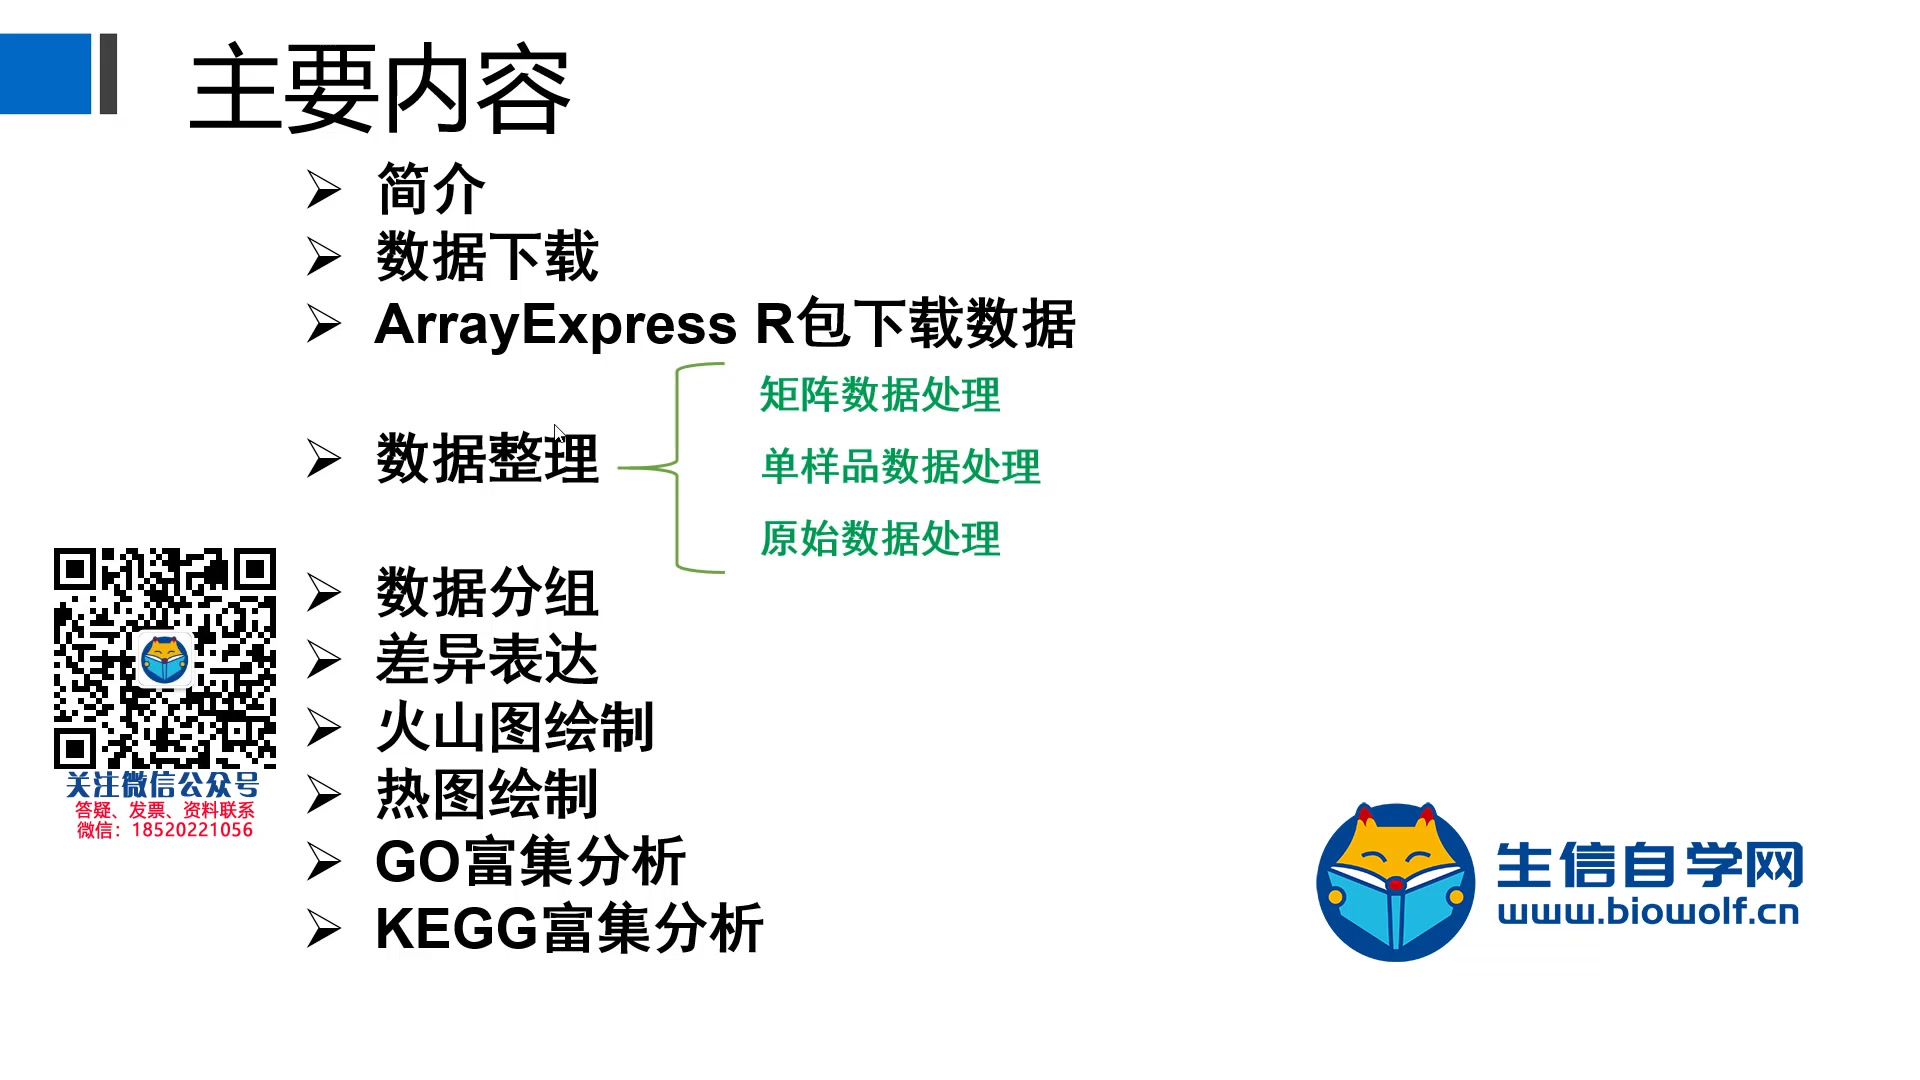 主要内容
简介
数据下载
ArrayExpress R包下载数据
数据整理
矩阵数据处理
单样品数据处理
原始数据处理
数据分组
差异表达
火山图绘制
热图绘制
GO富集分析
KEGG富集分析
关注微信公众号
答疑、发票、资料联系
微信：18520221056
生信自学网
www.biowolf.cn